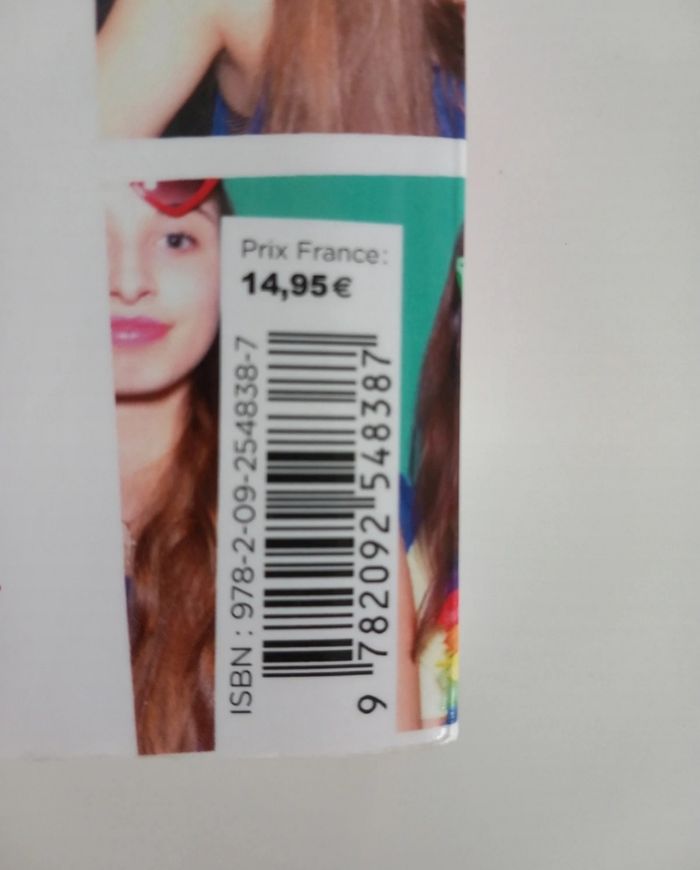 Prix France:
14,95€
ISBN : 978-2-09-254838-7
9 782092 548387